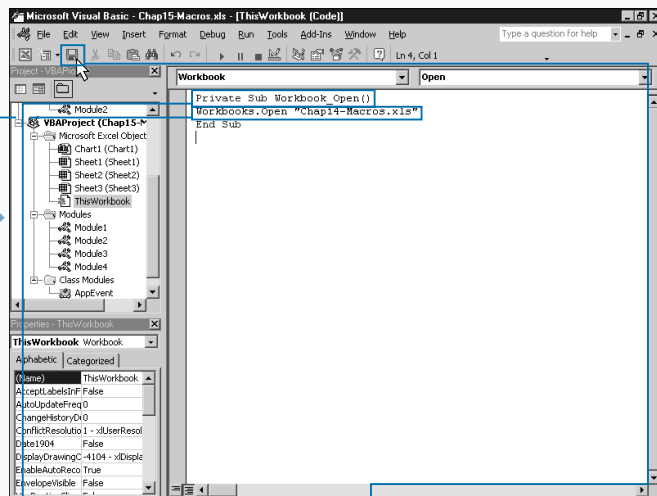 Microsoft Visual Basic - Chap15-Macros.xls - [ThisWorkbook (Code)]
File Edit View Insert Format Debug Run Tools Add-Ins Window Help
Type a question for help
Ln 4, Col 1
Project - VBAProj
Workbook
Open
Private Sub Workbook_Open()
Workbooks.Open "Chap14-Macros.xls"
End Sub
Module2
VBAProject (Chap15-M
Microsoft Excel Object
Chart1 (Chart1)
Sheet1 (Sheet1)
Sheet2 (Sheet2)
Sheet3 (Sheet3)
ThisWorkbook
Modules
Module1
Module2
Module3
Module4
Class Modules
AppEvent
Properties - ThisWorkbook
ThisWorkbook Workbook
Alphabetic Categorized
(Name) ThisWorkbook
AcceptLabelsInF False
AutoUpdateFreq 0
ChangeHistoryD 0
ConflictResolutio 1 - xlUserResol
Date1904 False
DisplayDrawingC -4104 - xlDispla
EnableAutoReco True
EnvelopeVisible False